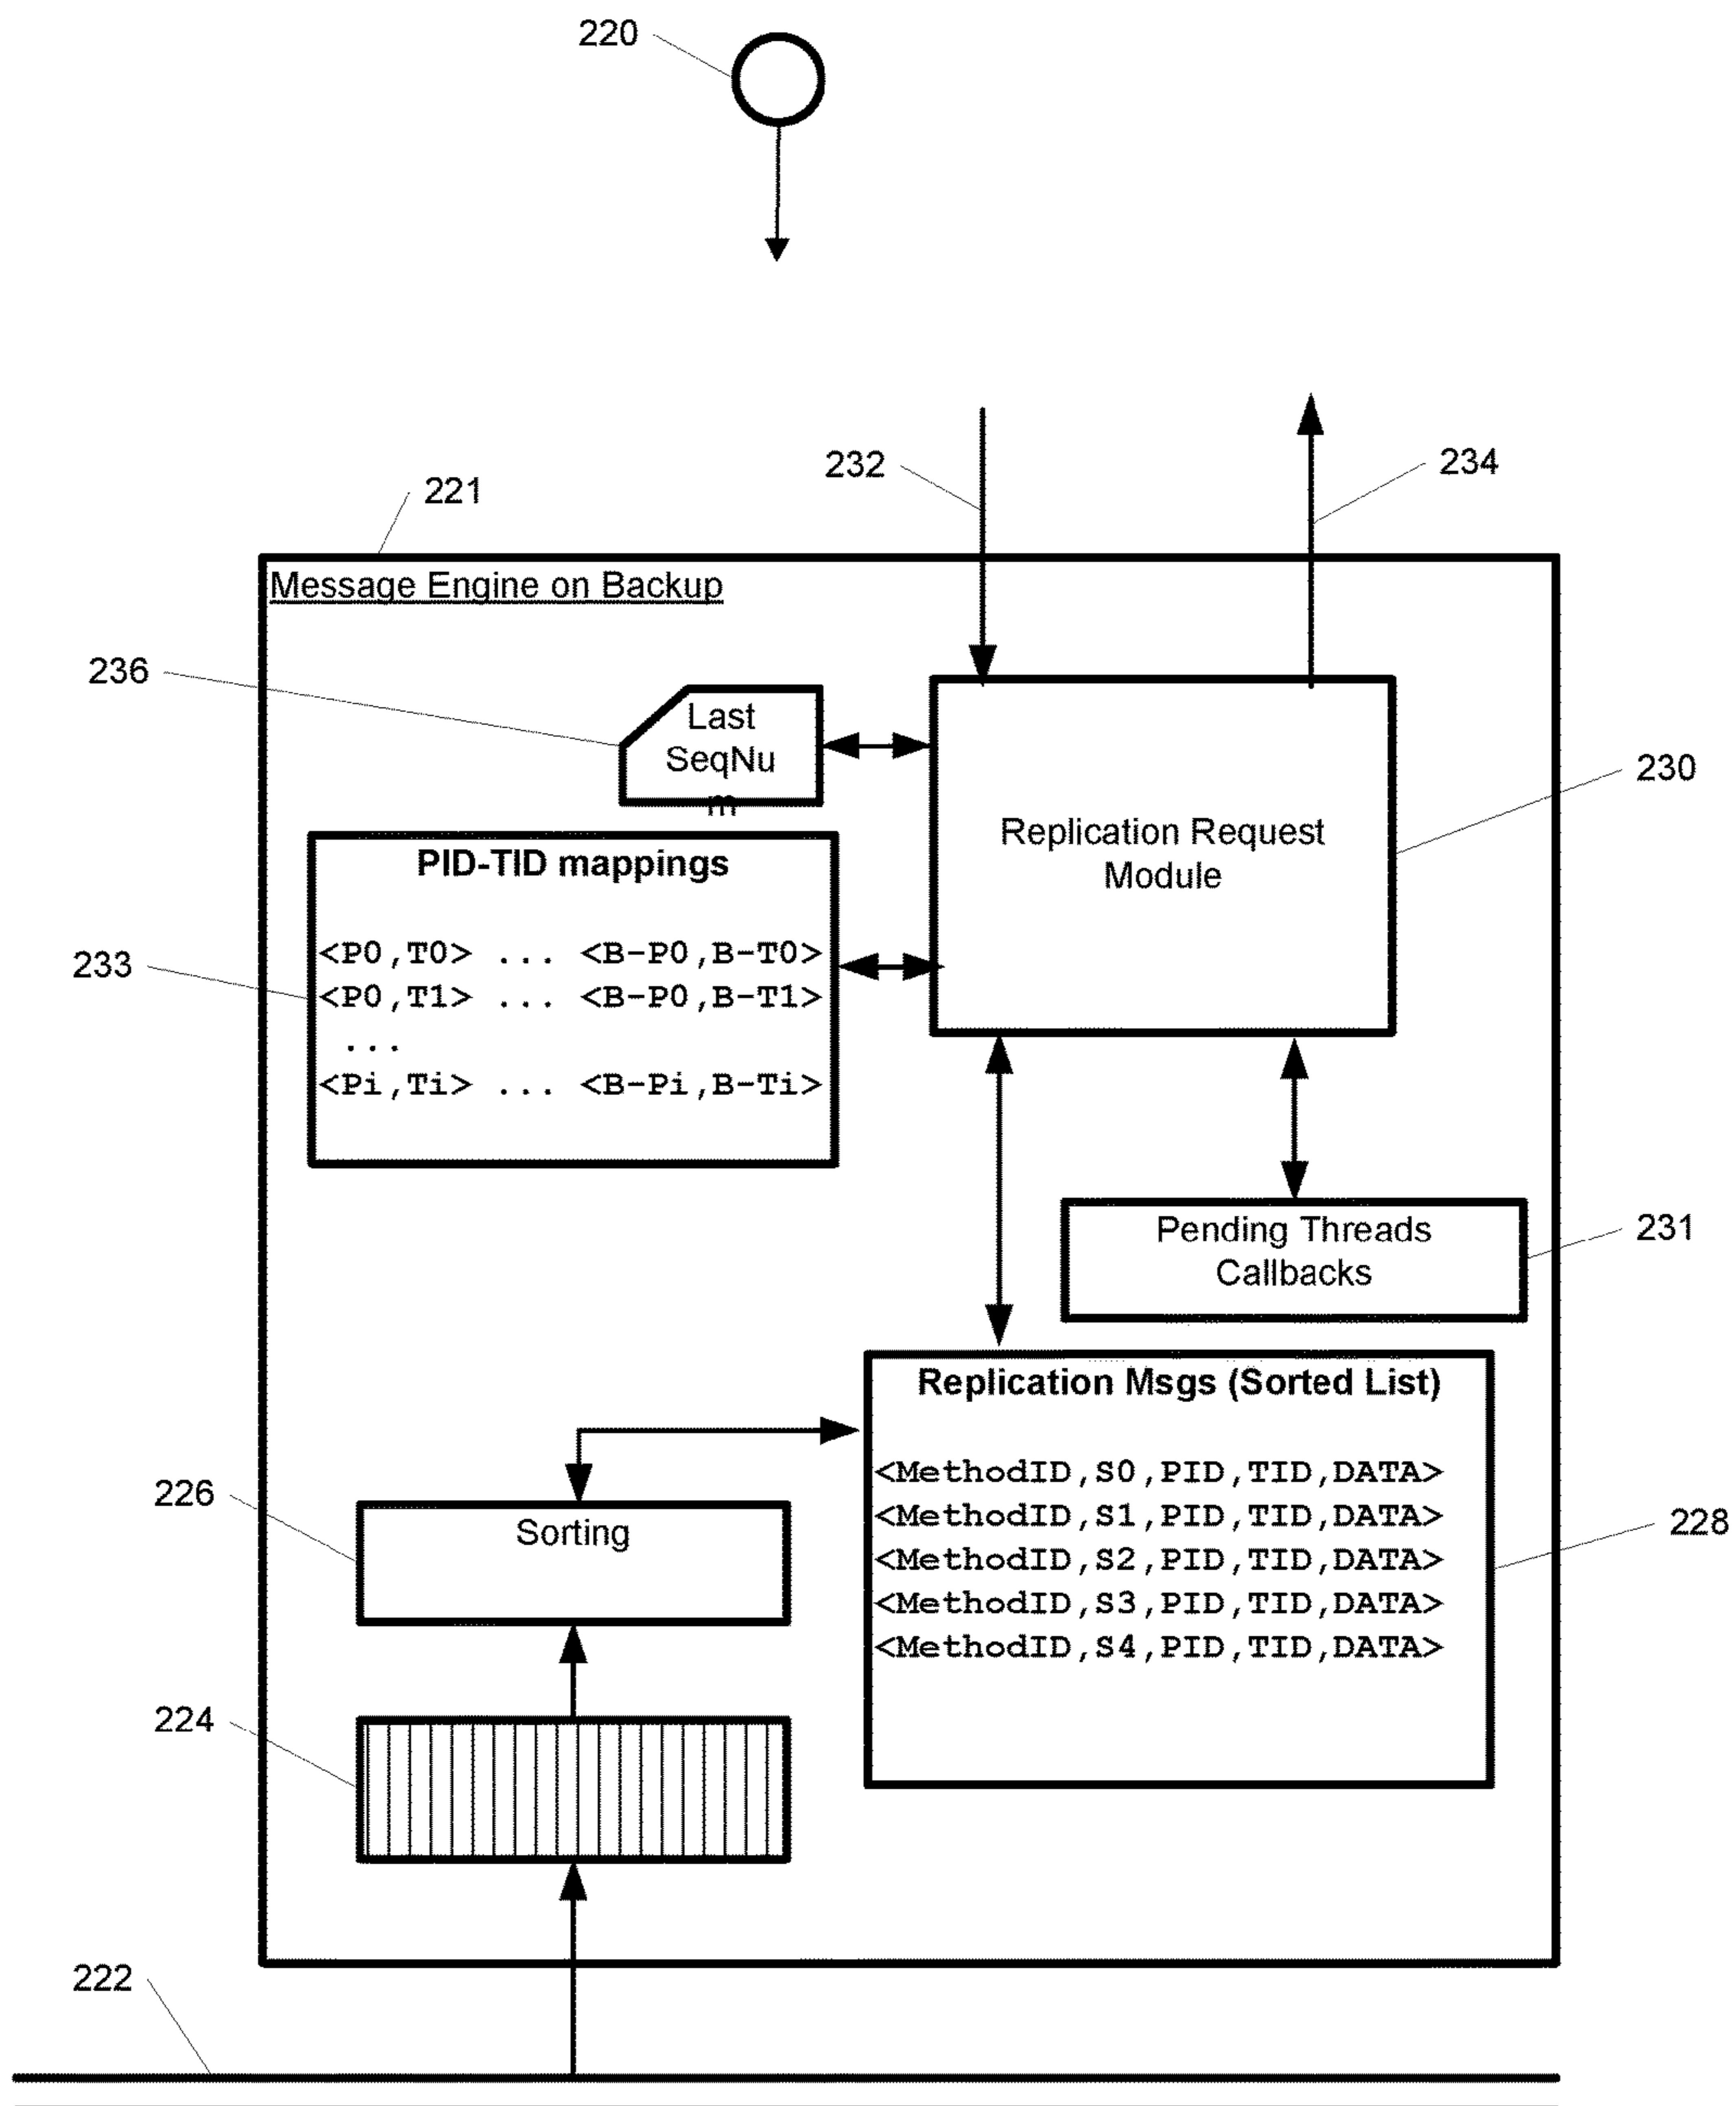 220
232
234
221
Message Engine on Backup
236
Last
SeqNu
m
230
Replication Request
Module
PID-TID mappings
233
<P0,T0> ... <B-P0,B-T0>
<P0,T1> ... <B-P0,B-T1>
...
<Pi,Ti> ... <B-Pi,B-Ti>
Pending Threads
Callbacks
231
Replication Msgs (Sorted List)
<MethodID,S0,PID,TID,DATA>
<MethodID,S1,PID,TID,DATA>
<MethodID,S2,PID,TID,DATA>
<MethodID,S3,PID,TID,DATA>
<MethodID,S4,PID,TID,DATA>
228
226
Sorting
224
222